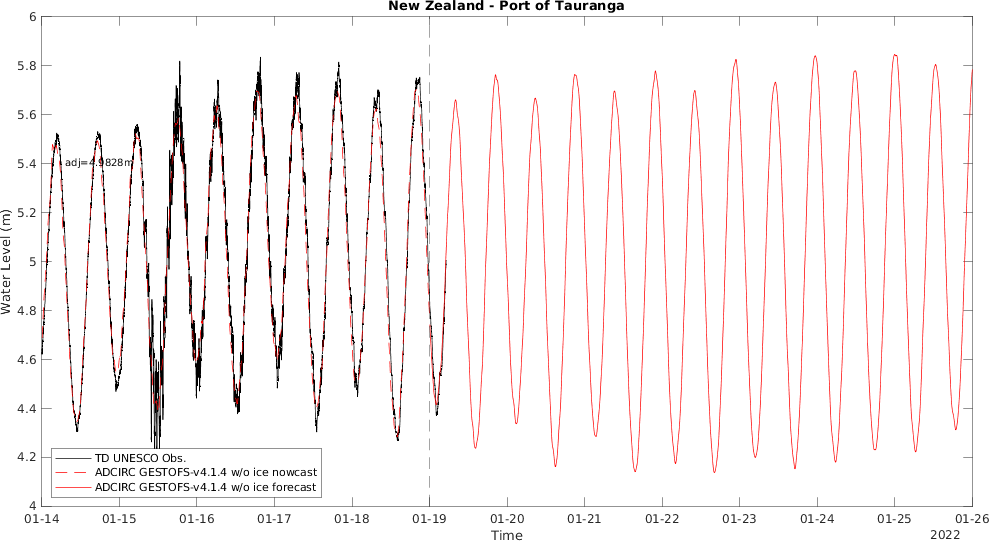 New Zealand - Port of Tauranga
Water Level (m)
6
5.8
5.6
5.4
5.2
5
4.8
4.6
4.4
4.2
4
adj=4.9828m
TD UNESCO Obs.
ADCIRC GESTOFS-v4.1.4 w/o ice nowcast
ADCIRC GESTOFS-v4.1.4 w/o ice forecast
01-14 01-15 01-16 01-17 01-18 01-19 01-20 01-21 01-22 01-23 01-24 01-25 01-26
Time
2022